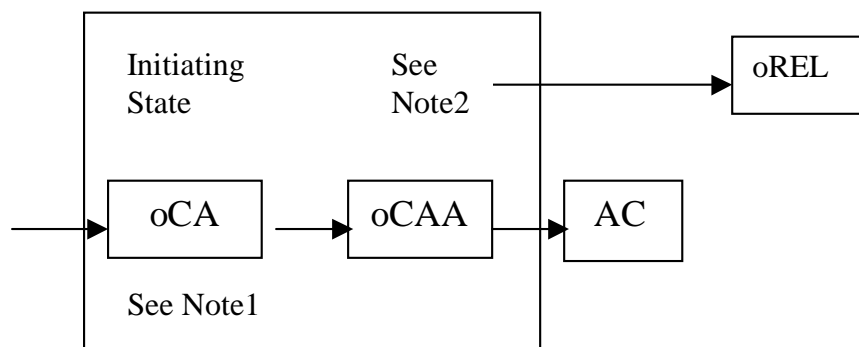 Initiating
State
See
Note2
oREL
oCA
oCAA
AC
See Note1